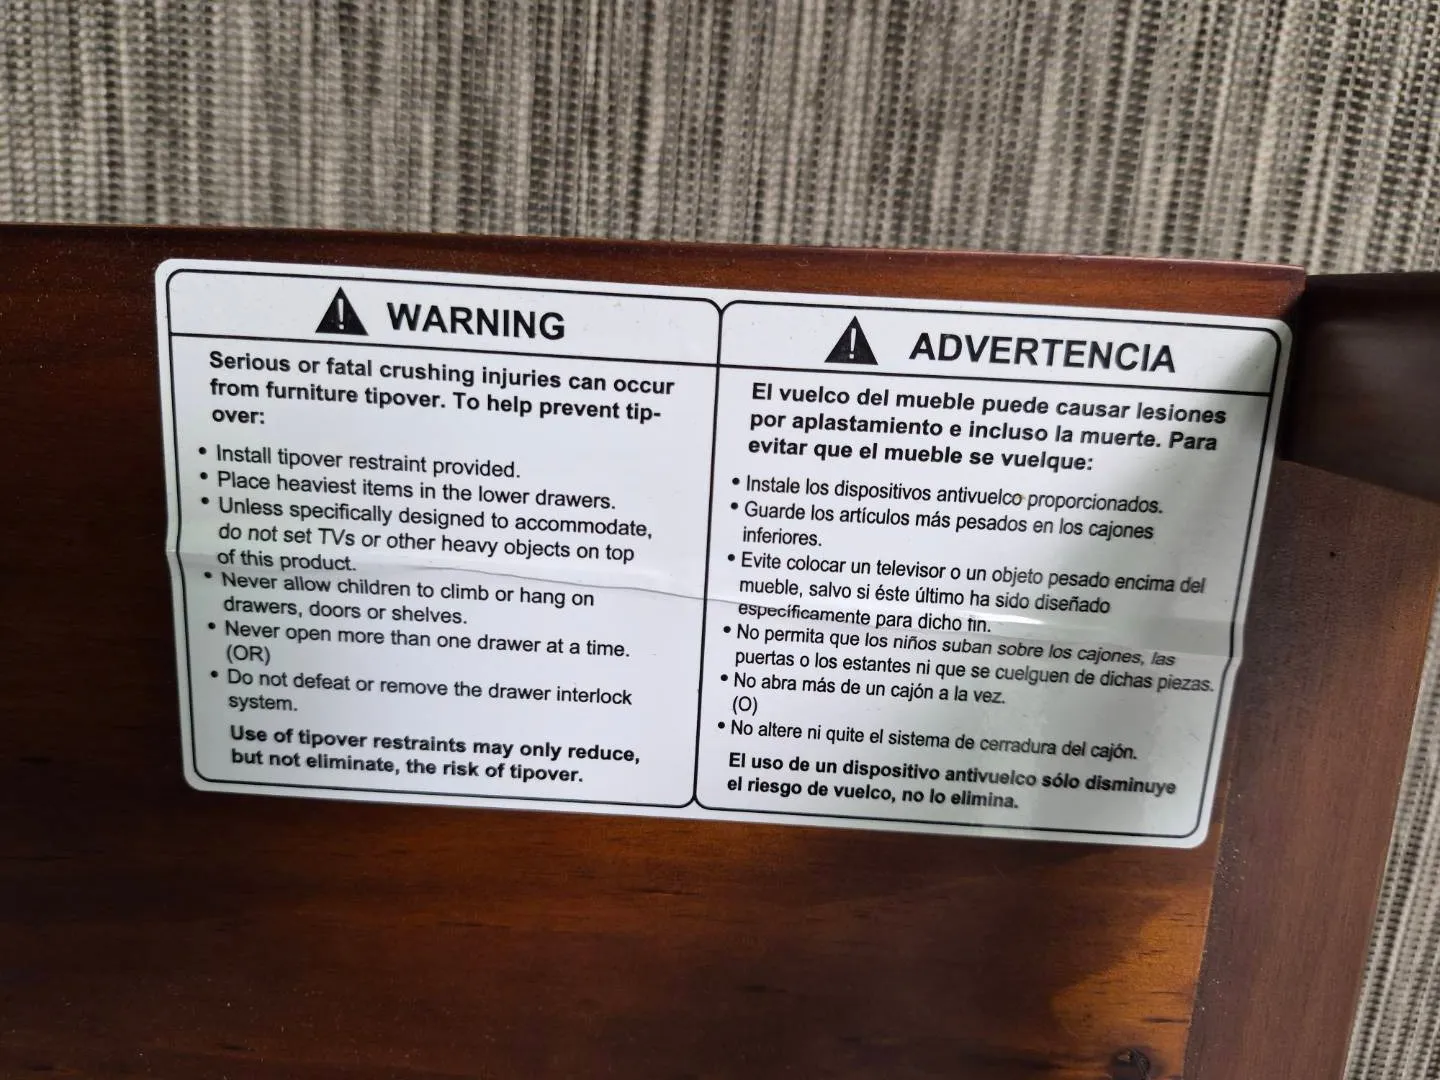 WARNING
Serious or fatal crushing injuries can occur
from furniture tipover. To help prevent tip-
over:
• Install tipover restraint provided.
• Place heaviest items in the lower drawers.
• Unless specifically designed to accommodate,
do not set TVs or other heavy objects on top
of this product.
• Never allow children to climb or hang on
drawers, doors or shelves.
• Never open more than one drawer at a time.
(OR)
• Do not defeat or remove the drawer interlock
system.
Use of tipover restraints may only reduce,
but not eliminate, the risk of tipover.
ADVERTENCIA
El vuelco del mueble puede causar lesiones
por aplastamiento e incluso la muerte. Para
evitar que el mueble se vuelque:
• Instale los dispositivos antivuelco proporcionados.
• Guarde los artículos más pesados en los cajones
inferiores.
• Evite colocar un televisor o un objeto pesado encima del
mueble, salvo si éste último ha sido diseñado
específicamente para dicho fin.
• No permita que los niños suban sobre los cajones, las
puertas o los estantes ni que se cuelguen de dichas piezas.
• No abra más de un cajón a la vez.
(O)
• No altere ni quite el sistema de cerradura del cajón.
El uso de un dispositivo antivuelco sólo disminuye
el riesgo de vuelco, no lo elimina.